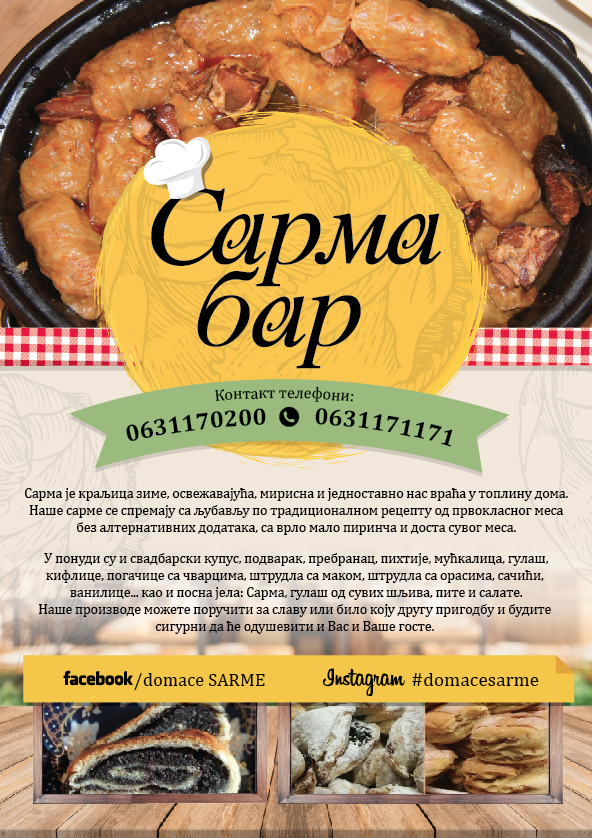 Сарма
бар
Контакт телефони:
0631170200 0631171171
Сарма је краљица зиме, освежавајућа, мирисна и једноставно нас враћа у топлину дома.
Наше сарме се спремају са љубављу по традиционалном рецепту од првокласног меса
без алтернативних додатака, са врло мало пиринча и доста сувог меса.
У понуди су и свадбарски купус, подварак, пребранац, пихтије, мућкалица, гулаш,
кифлице, погачице са чварцима, штрудла са маком, штрудла са орасима, сачићи,
ванилице... као и посна јела: Сарма, гулаш од сувих шљива, пите и салате.
Наше производе можете поручити за славу или било коју другу пригодбу и будите
сигурни да ће одушевити и Вас и Ваше госте.
facebook/domace SARME Instagram #domacesarme